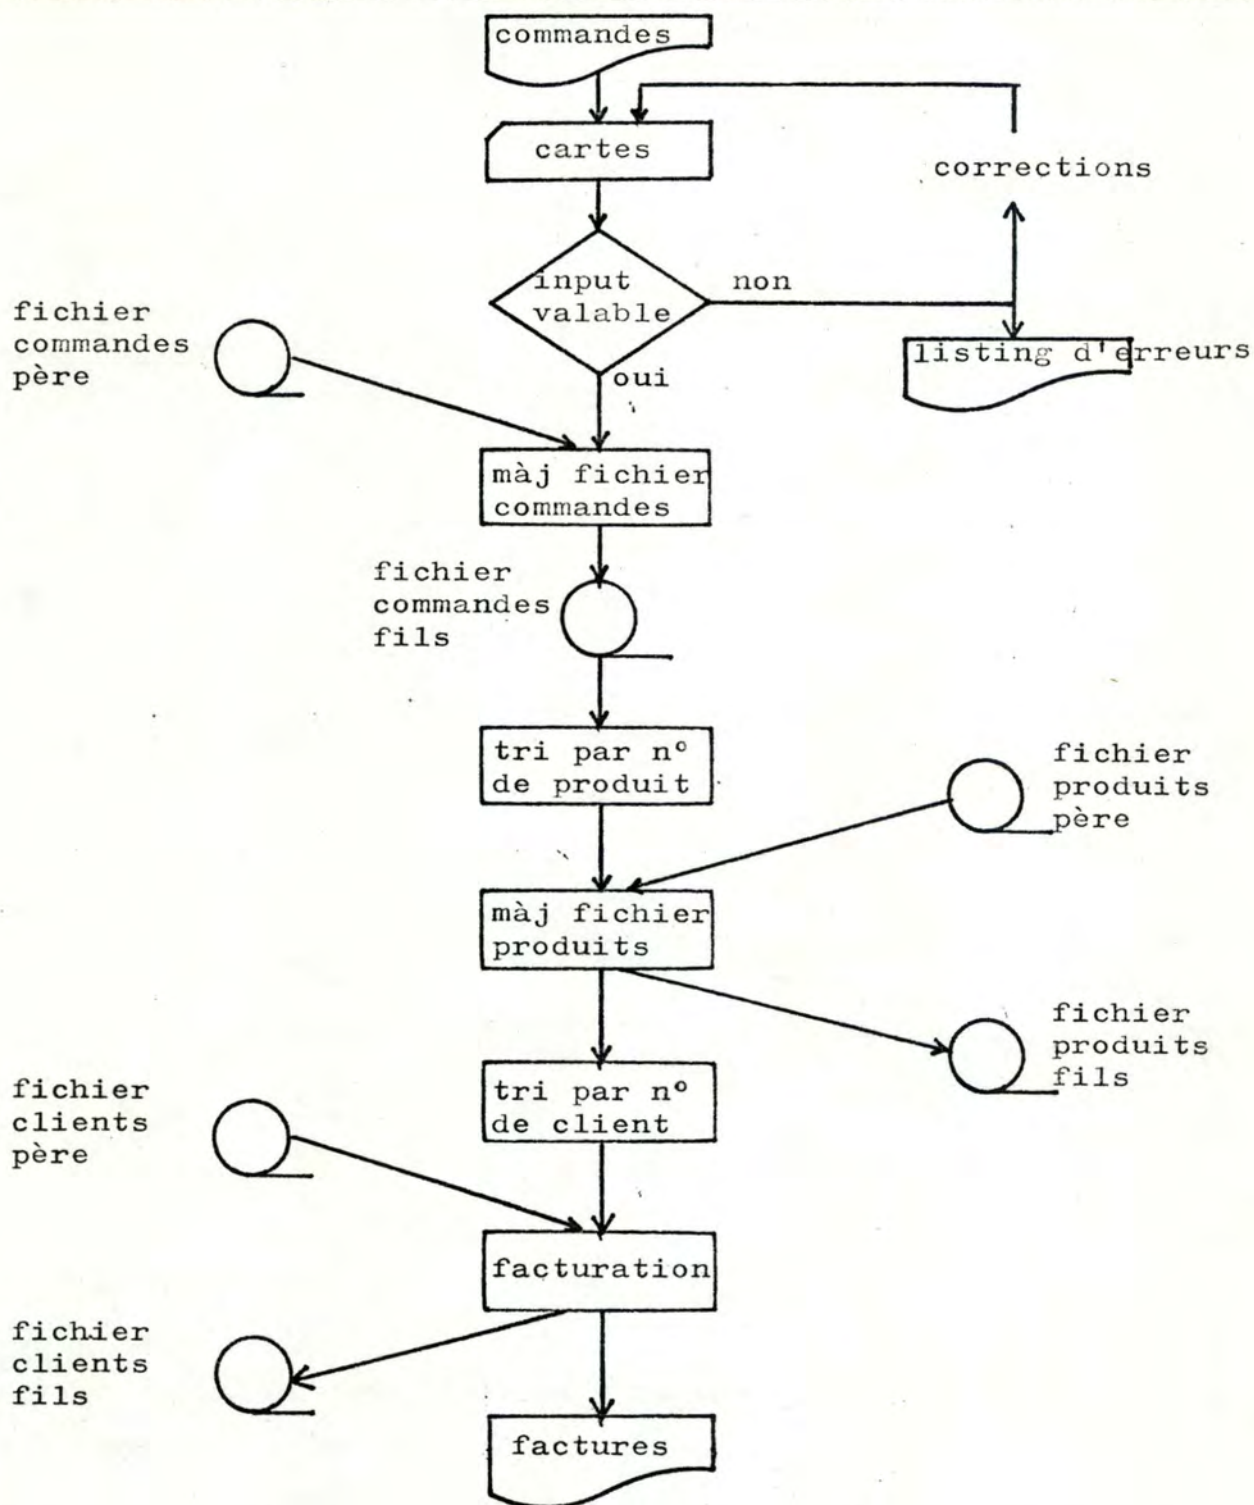 commandes
cartes
corrections
input
valable
non
fichier
commandes
père
listing d'erreurs
oui
màj fichier
commandes
fichier
commandes
fils
tri par n°
de produit
fichier
produits
père
màj fichier
produits
fichier
produits
fils
fichier
clients
père
tri par n°
de client
facturation
fichier
clients
fils
factures